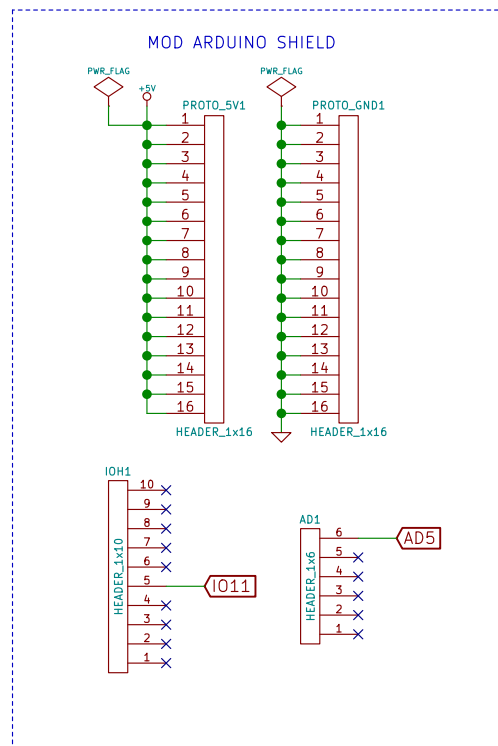 MOD ARDUINO SHIELD
PWR_FLAG
+5V
PWR_FLAG
PROTO_5V1
PROTO_GND1
1 1
2 2
3 3
4 4
5 5
6 6
7 7
8 8
9 9
10 10
11 11
12 12
13 13
14 14
15 15
16 16
HEADER_1x16
HEADER_1x16
IOH1
10
9
8
7
6
5
4
3
2
1
HEADER_1x10
IO11
AD1
6
5
4
3
2
1
HEADER_1x6
AD5